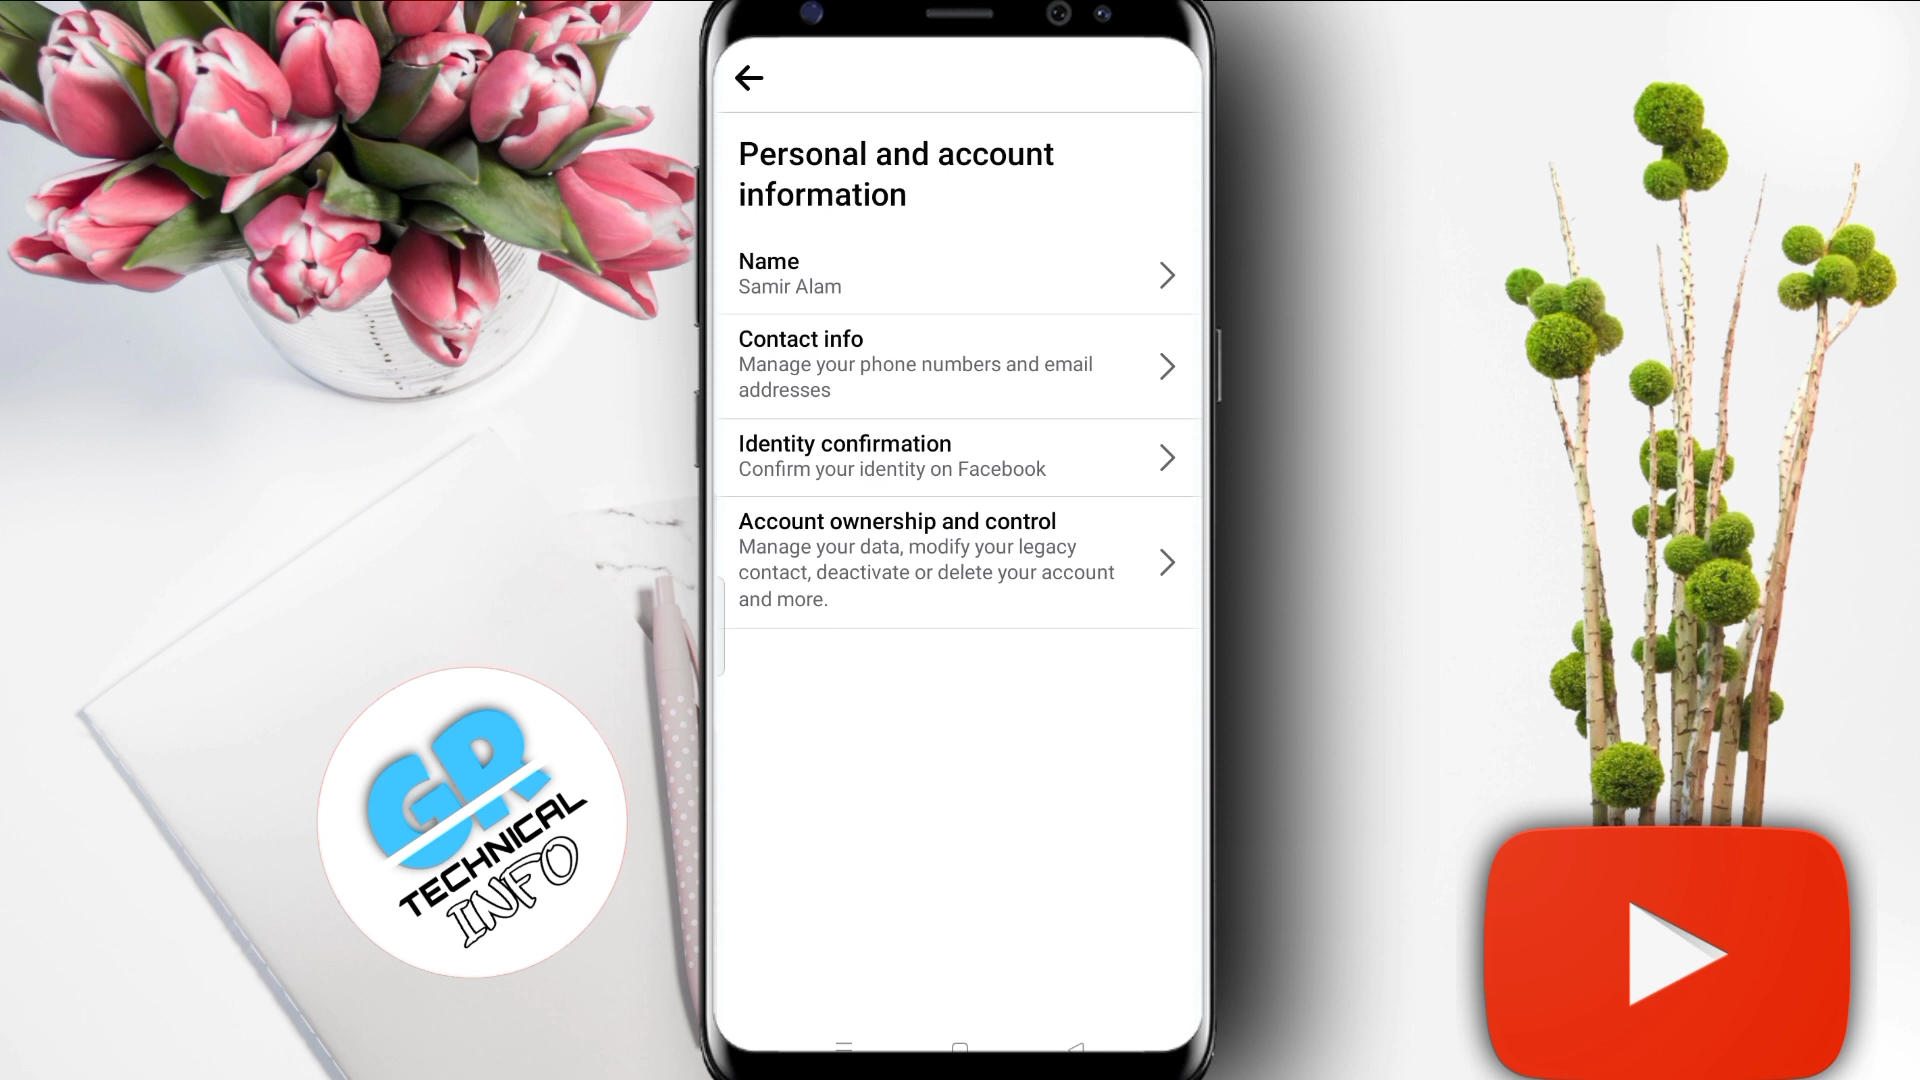 Personal and account
information
Name
Samir Alam
Contact info
Manage your phone numbers and email
addresses
Identity confirmation
Confirm your identity on Facebook
Account ownership and control
Manage your data, modify your legacy
contact, deactivate or delete your account
and more.
GR
TECHNICAL
INFO